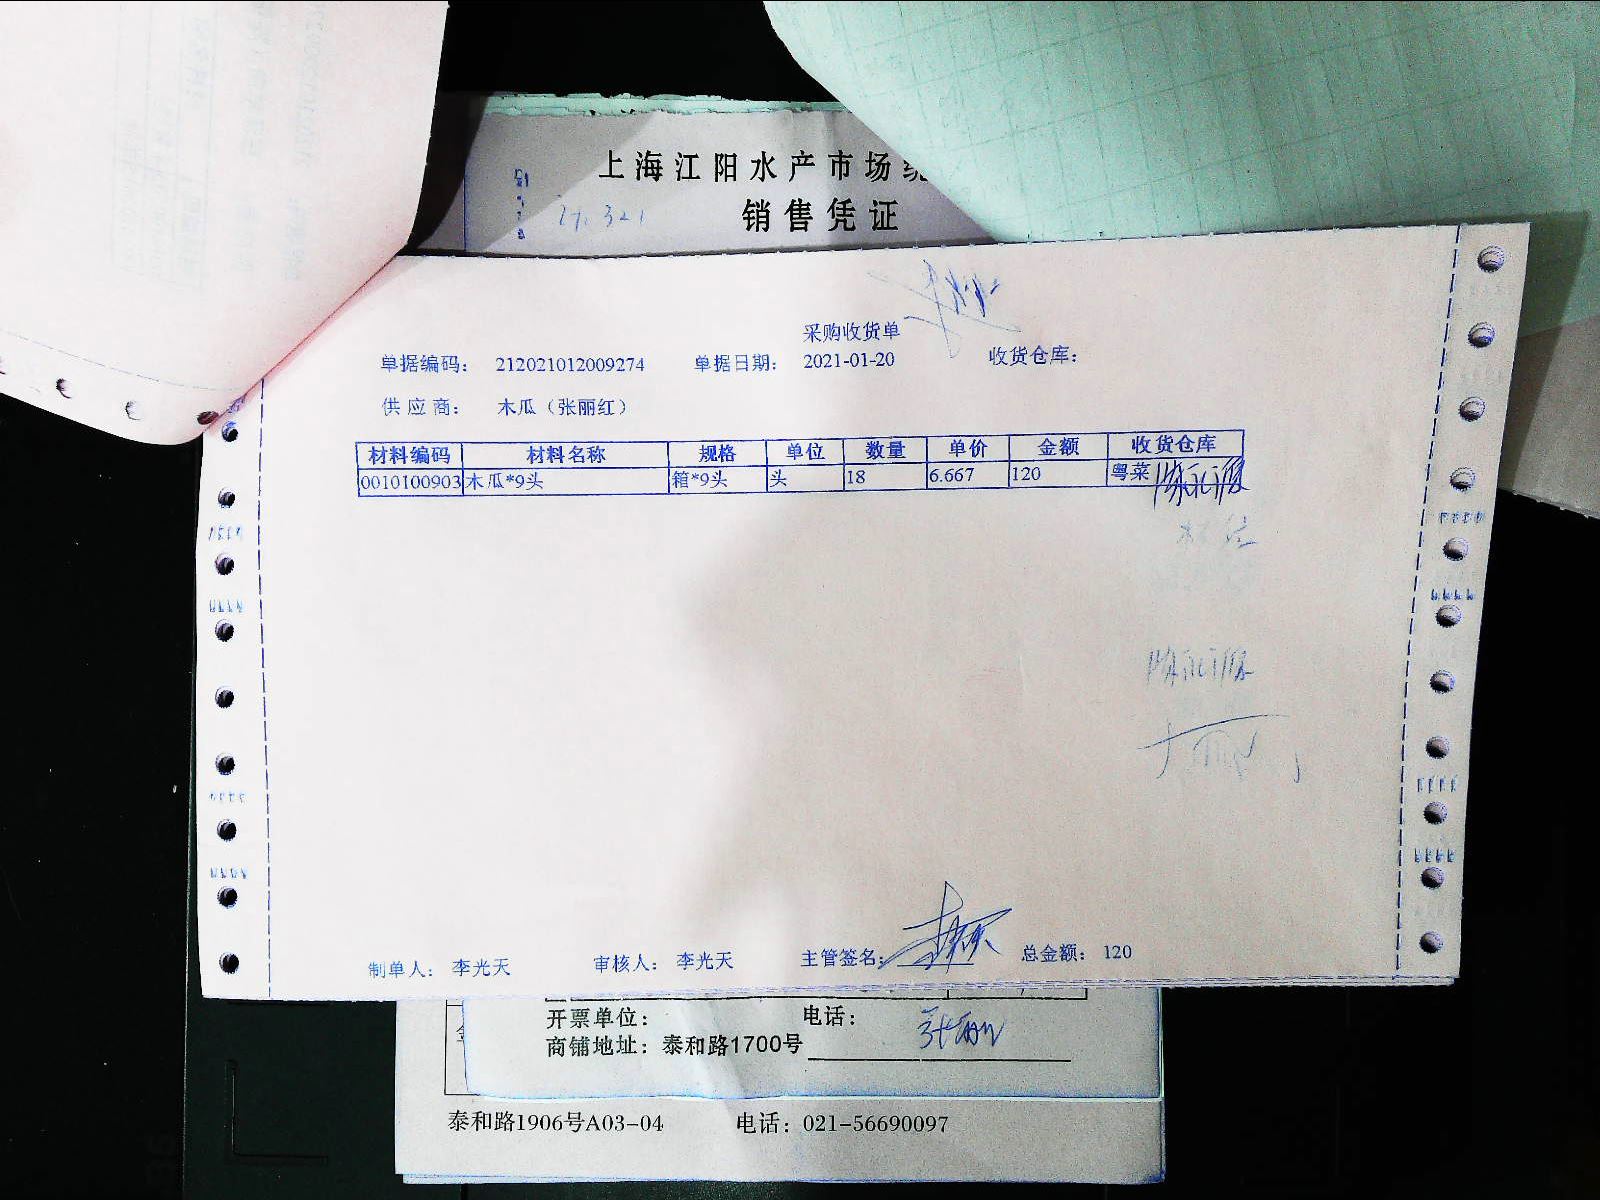 上海江阳水产市场统
销售凭证
采购收货单
单据编码： 212021012009274 单据日期： 2021-01-20 收货仓库：
供应商： 木瓜（张丽红）
材料编码 材料名称 规格 单位 数量 单价 金额 收货仓库
0010100903 木瓜*9头 箱*9头 头 18 6.667 120 粤菜
制单人： 李光天 审核人： 李光天 主管签名： 总金额： 120
开票单位： 电话：
商铺地址：泰和路1700号
泰和路1906号A03-04 电话：021-56690097